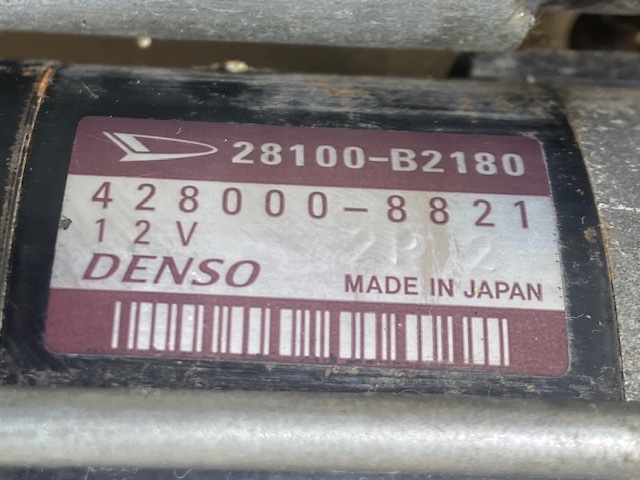 28100-B2180
428000-8821
12V
DENSO
MADE IN JAPAN